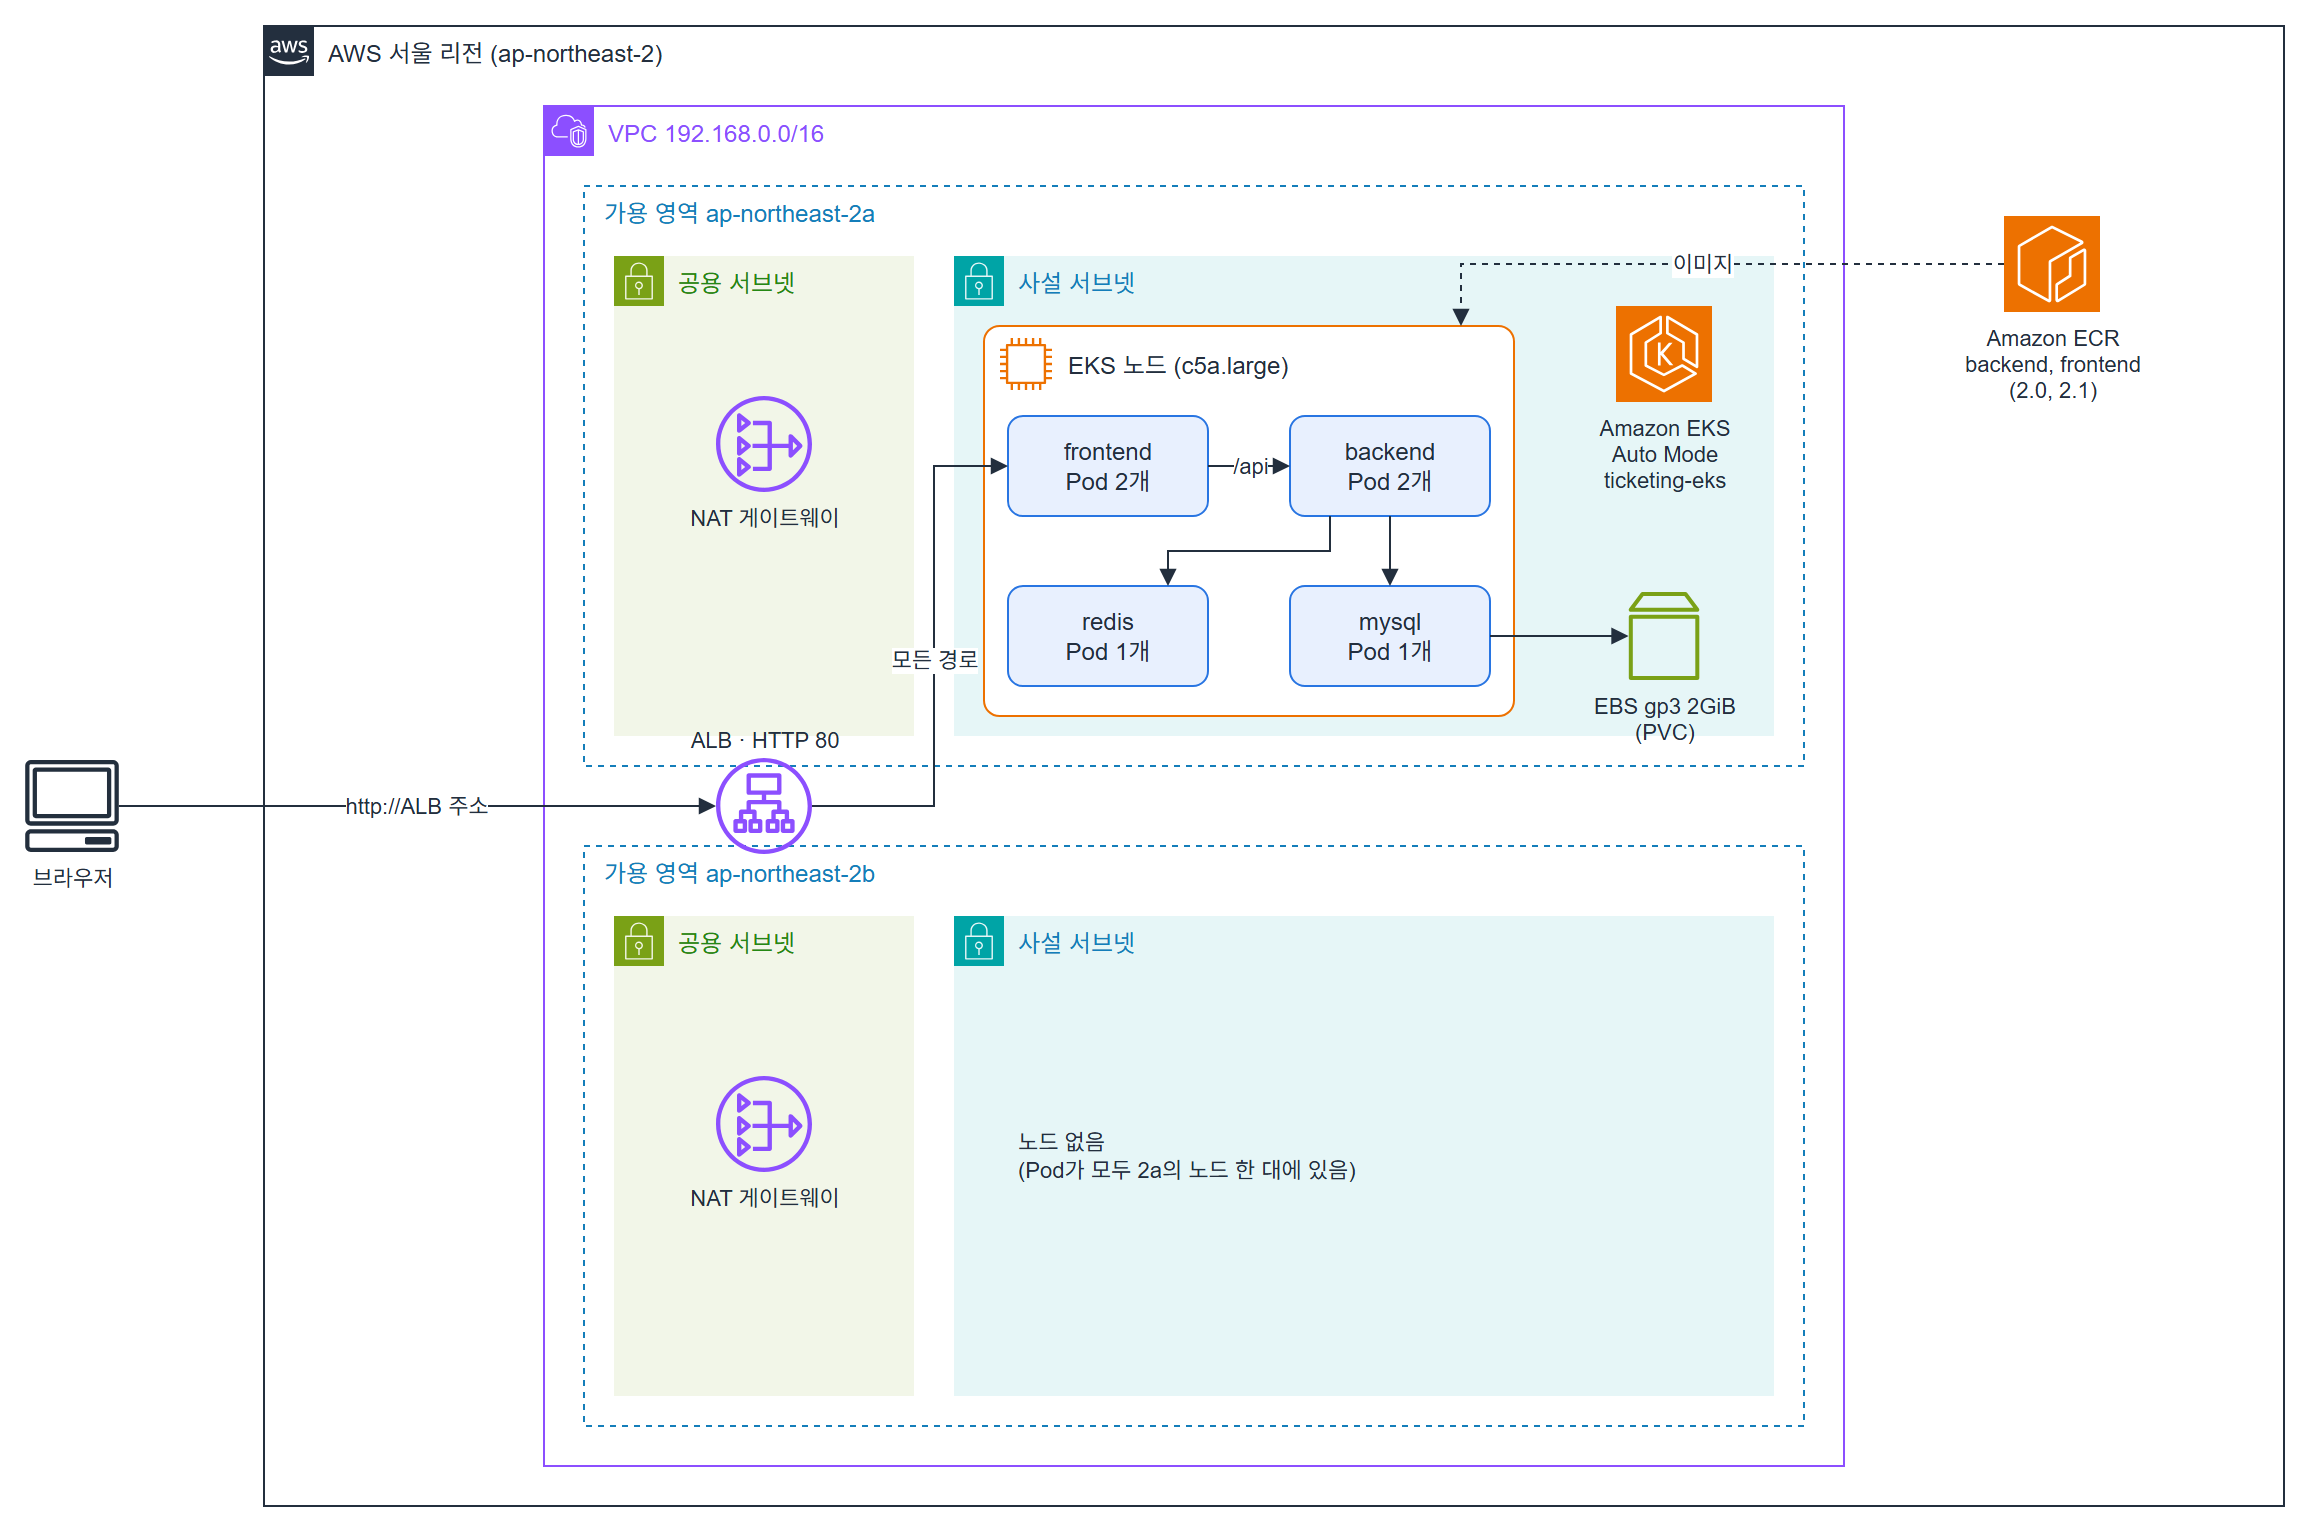 aws
AWS 서울 리전 (ap-northeast-2)
VPC 192.168.0.0/16
가용 영역 ap-northeast-2a
공용 서브넷
사설 서브넷
이미지
Amazon ECR
backend, frontend
(2.0, 2.1)
EKS 노드 (c5a.large)
K
Amazon EKS
Auto Mode
ticketing-eks
frontend
Pod 2개
/api
backend
Pod 2개
NAT 게이트웨이
redis
Pod 1개
mysql
Pod 1개
모든 경로
EBS gp3 2GiB
(PVC)
ALB · HTTP 80
http://ALB 주소
브라우저
가용 영역 ap-northeast-2b
공용 서브넷
사설 서브넷
노드 없음
(Pod가 모두 2a의 노드 한 대에 있음)
NAT 게이트웨이